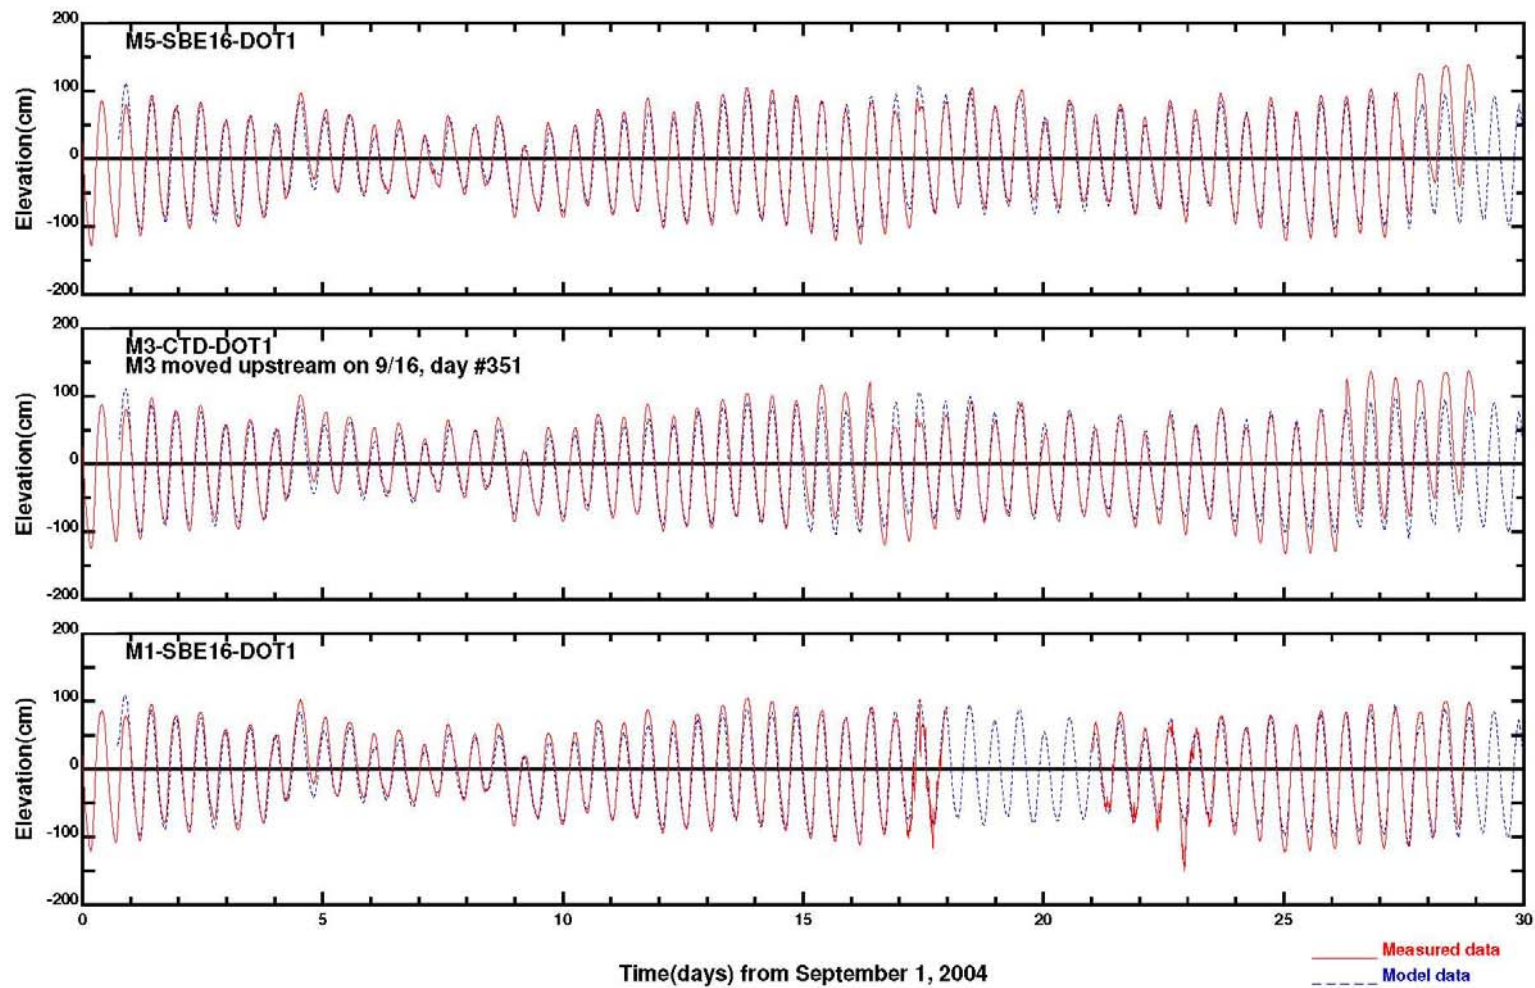 200
M5-SBE16-DOT1
100
Elevation(cm)
0
-100
-200
200
M3-CTD-DOT1
M3 moved upstream on 9/16, day #351
100
Elevation(cm)
0
-100
-200
200
M1-SBE16-DOT1
100
Elevation(cm)
0
-100
-200
0 5 10 15 20 25 30
Time(days) from September 1, 2004
Measured data
Model data